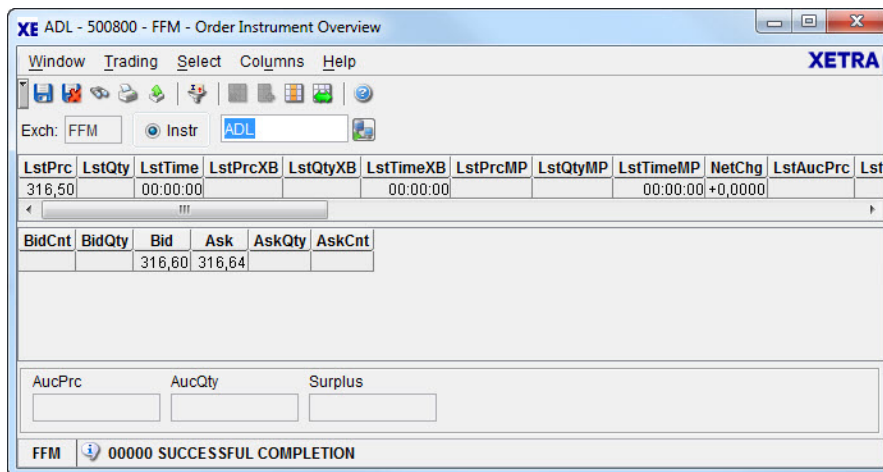 XE ADL - 500800 - FFM - Order Instrument Overview
Window Trading Select Columns Help XETRA
Exch: FFM Instr ADL
LstPrc LstQty LstTime LstPrcXB LstQtyXB LstTimeXB LstPrcMP LstQtyMP LstTimeMP NetChg LstAucPrc Lst
316,50 00:00:00 00:00:00 00:00:00 +0,0000
BidCnt BidQty Bid Ask AskQty AskCnt
316,60 316,64
AucPrc AucQty Surplus
FFM 00000 SUCCESSFUL COMPLETION